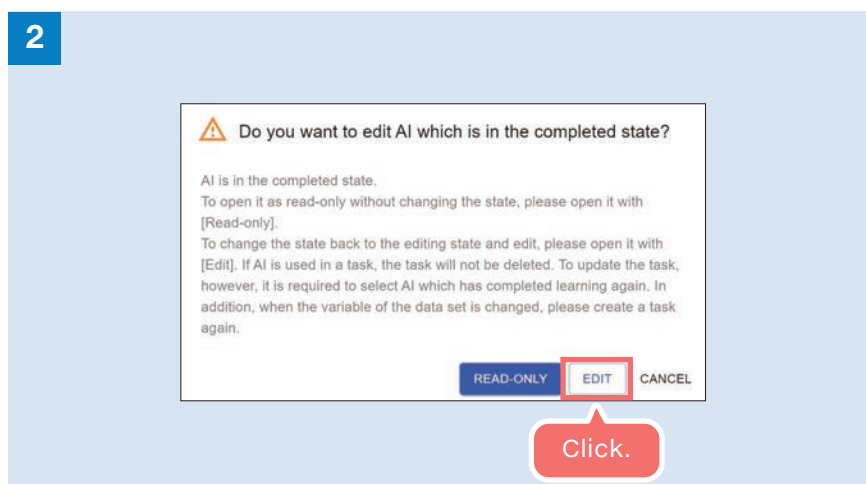 2
Do you want to edit AI which is in the completed state?
AI is in the completed state.
To open it as read-only without changing the state, please open it with
[Read-only].
To change the state back to the editing state and edit, please open it with
[Edit]. If AI is used in a task, the task will not be deleted. To update the task,
however, it is required to select AI which has completed learning again. In
addition, when the variable of the data set is changed, please create a task
again.
READ-ONLY EDIT CANCEL
Click.